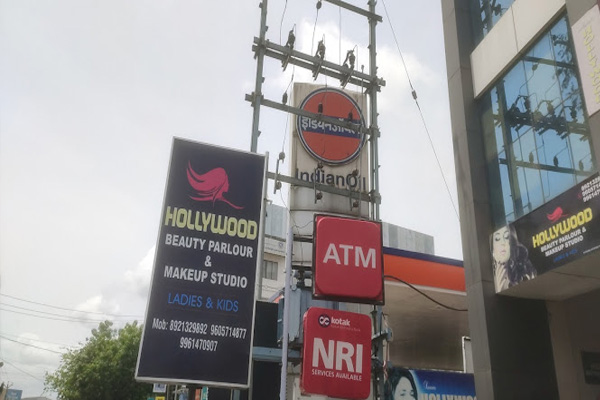 HOLLYWOOD
BEAUTY PARLOUR
&
MAKEUP STUDIO
LADIES & KIDS
Mob: 8921329892 9605714877
9961470907
इंडियनऑयल
IndianOil
ATM
kotak
NRI
SERVICES AVAILABLE
HOLLYWOOD
BEAUTY PARLOUR &
MAKEUP STUDIO